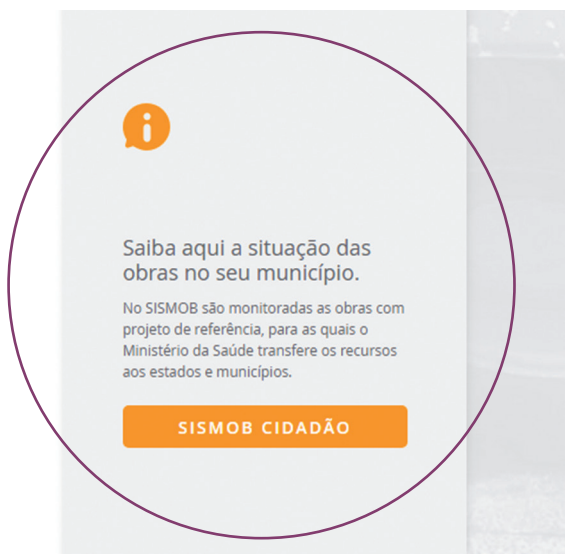 Saiba aqui a situação das
obras no seu município.
No SISMOB são monitoradas as obras com
projeto de referência, para as quais o
Ministério da Saúde transfere os recursos
aos estados e municípios.
SISMOB CIDADÃO